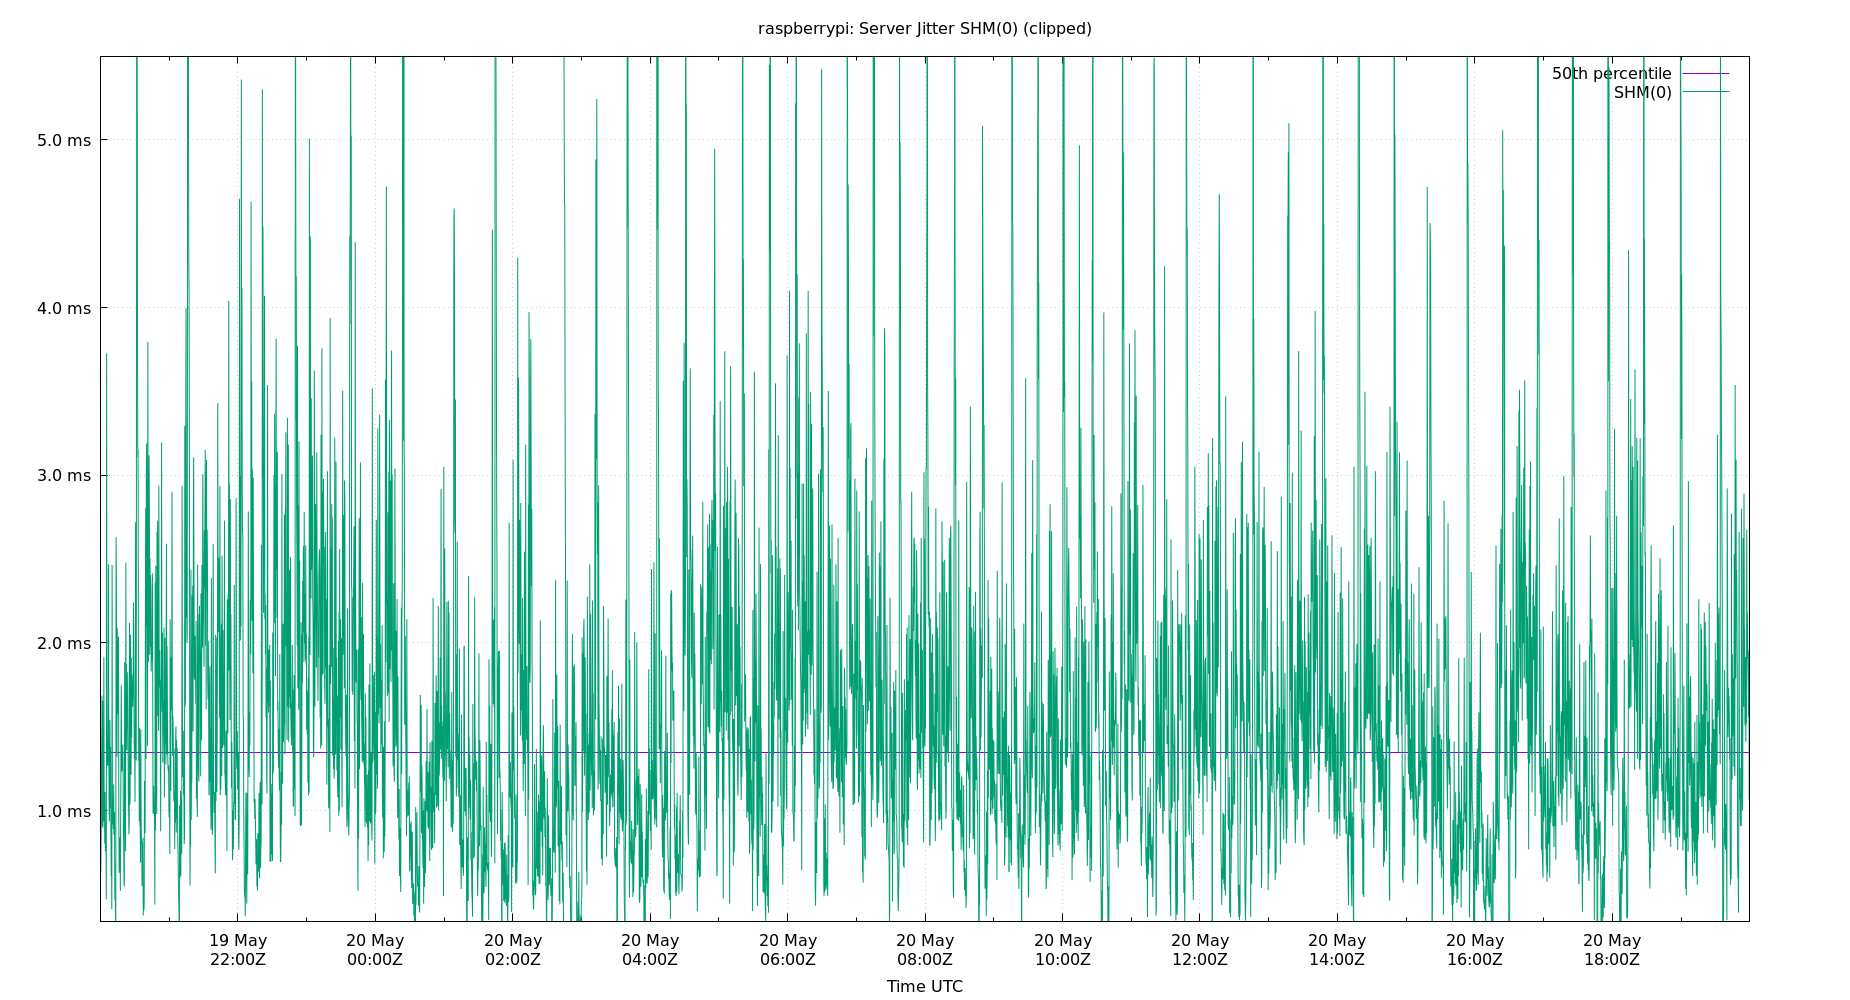 raspberrypi: Server Jitter SHM(0) (clipped)
50th percentile
SHM(0)
5.0 ms
4.0 ms
3.0 ms
2.0 ms
1.0 ms
19 May 20 May 20 May 20 May 20 May 20 May 20 May 20 May 20 May 20 May 20 May
22:00Z 00:00Z 02:00Z 04:00Z 06:00Z 08:00Z 10:00Z 12:00Z 14:00Z 16:00Z 18:00Z
Time UTC